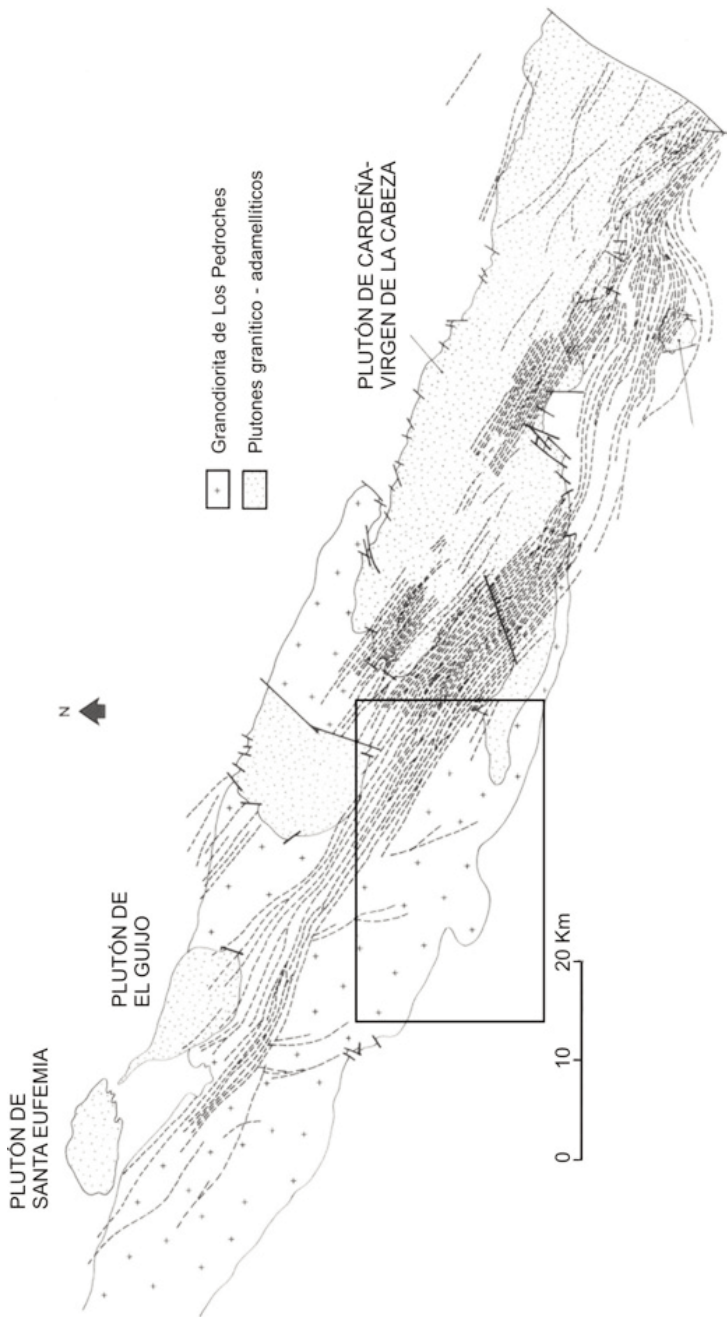 PLUTÓN DE
SANTA EUFEMIA
PLUTÓN DE
EL GUIJO
N
Granodiorita de Los Pedroches
Plutones granítico - adamellíticos
PLUTÓN DE CARDEÑA-
VIRGEN DE LA CABEZA
0
10
20 Km